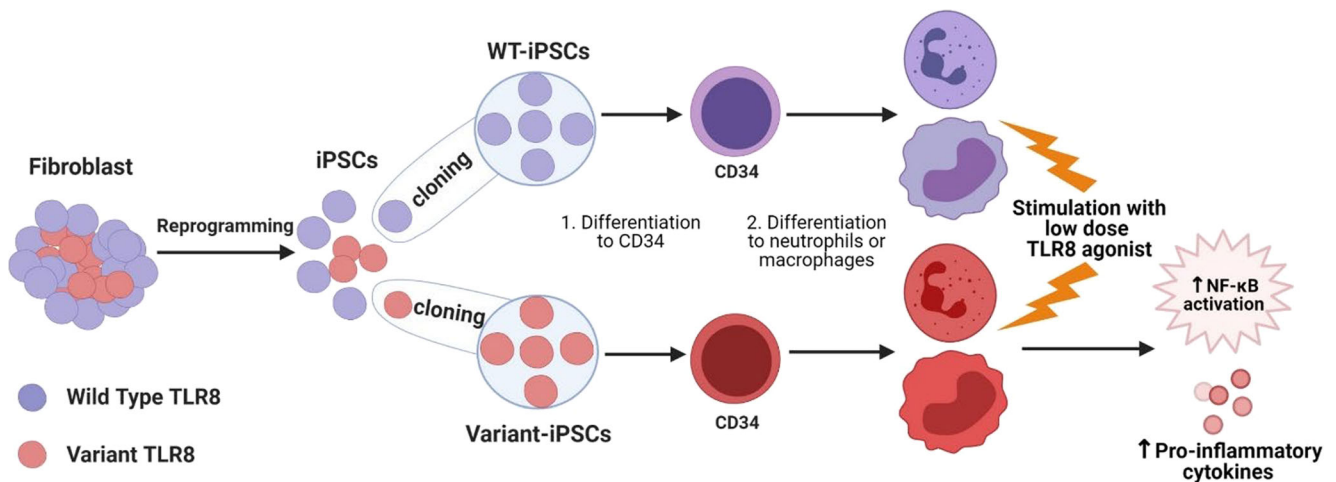 Fibroblast
Reprogramming
iPSCs
cloning
WT-iPSCs
cloning
Variant-iPSCs
CD34
CD34
1. Differentiation
to CD34
2. Differentiation
to neutrophils or
macrophages
Stimulation with
low dose
TLR8 agonist
↑NF-κB
activation
↑Pro-inflammatory
cytokines
Wild Type TLR8
Variant TLR8